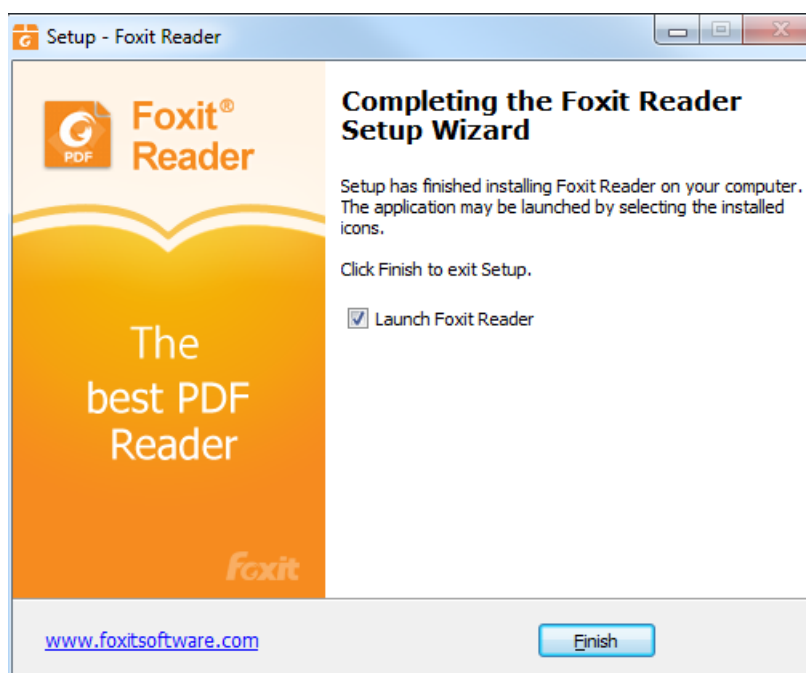 Setup - Foxit Reader
Foxit®
Reader
PDF
The
best PDF
Reader
foxit
Completing the Foxit Reader
Setup Wizard
Setup has finished installing Foxit Reader on your computer.
The application may be launched by selecting the installed
icons.
Click Finish to exit Setup.
Launch Foxit Reader
www.foxitsoftware.com
Finish